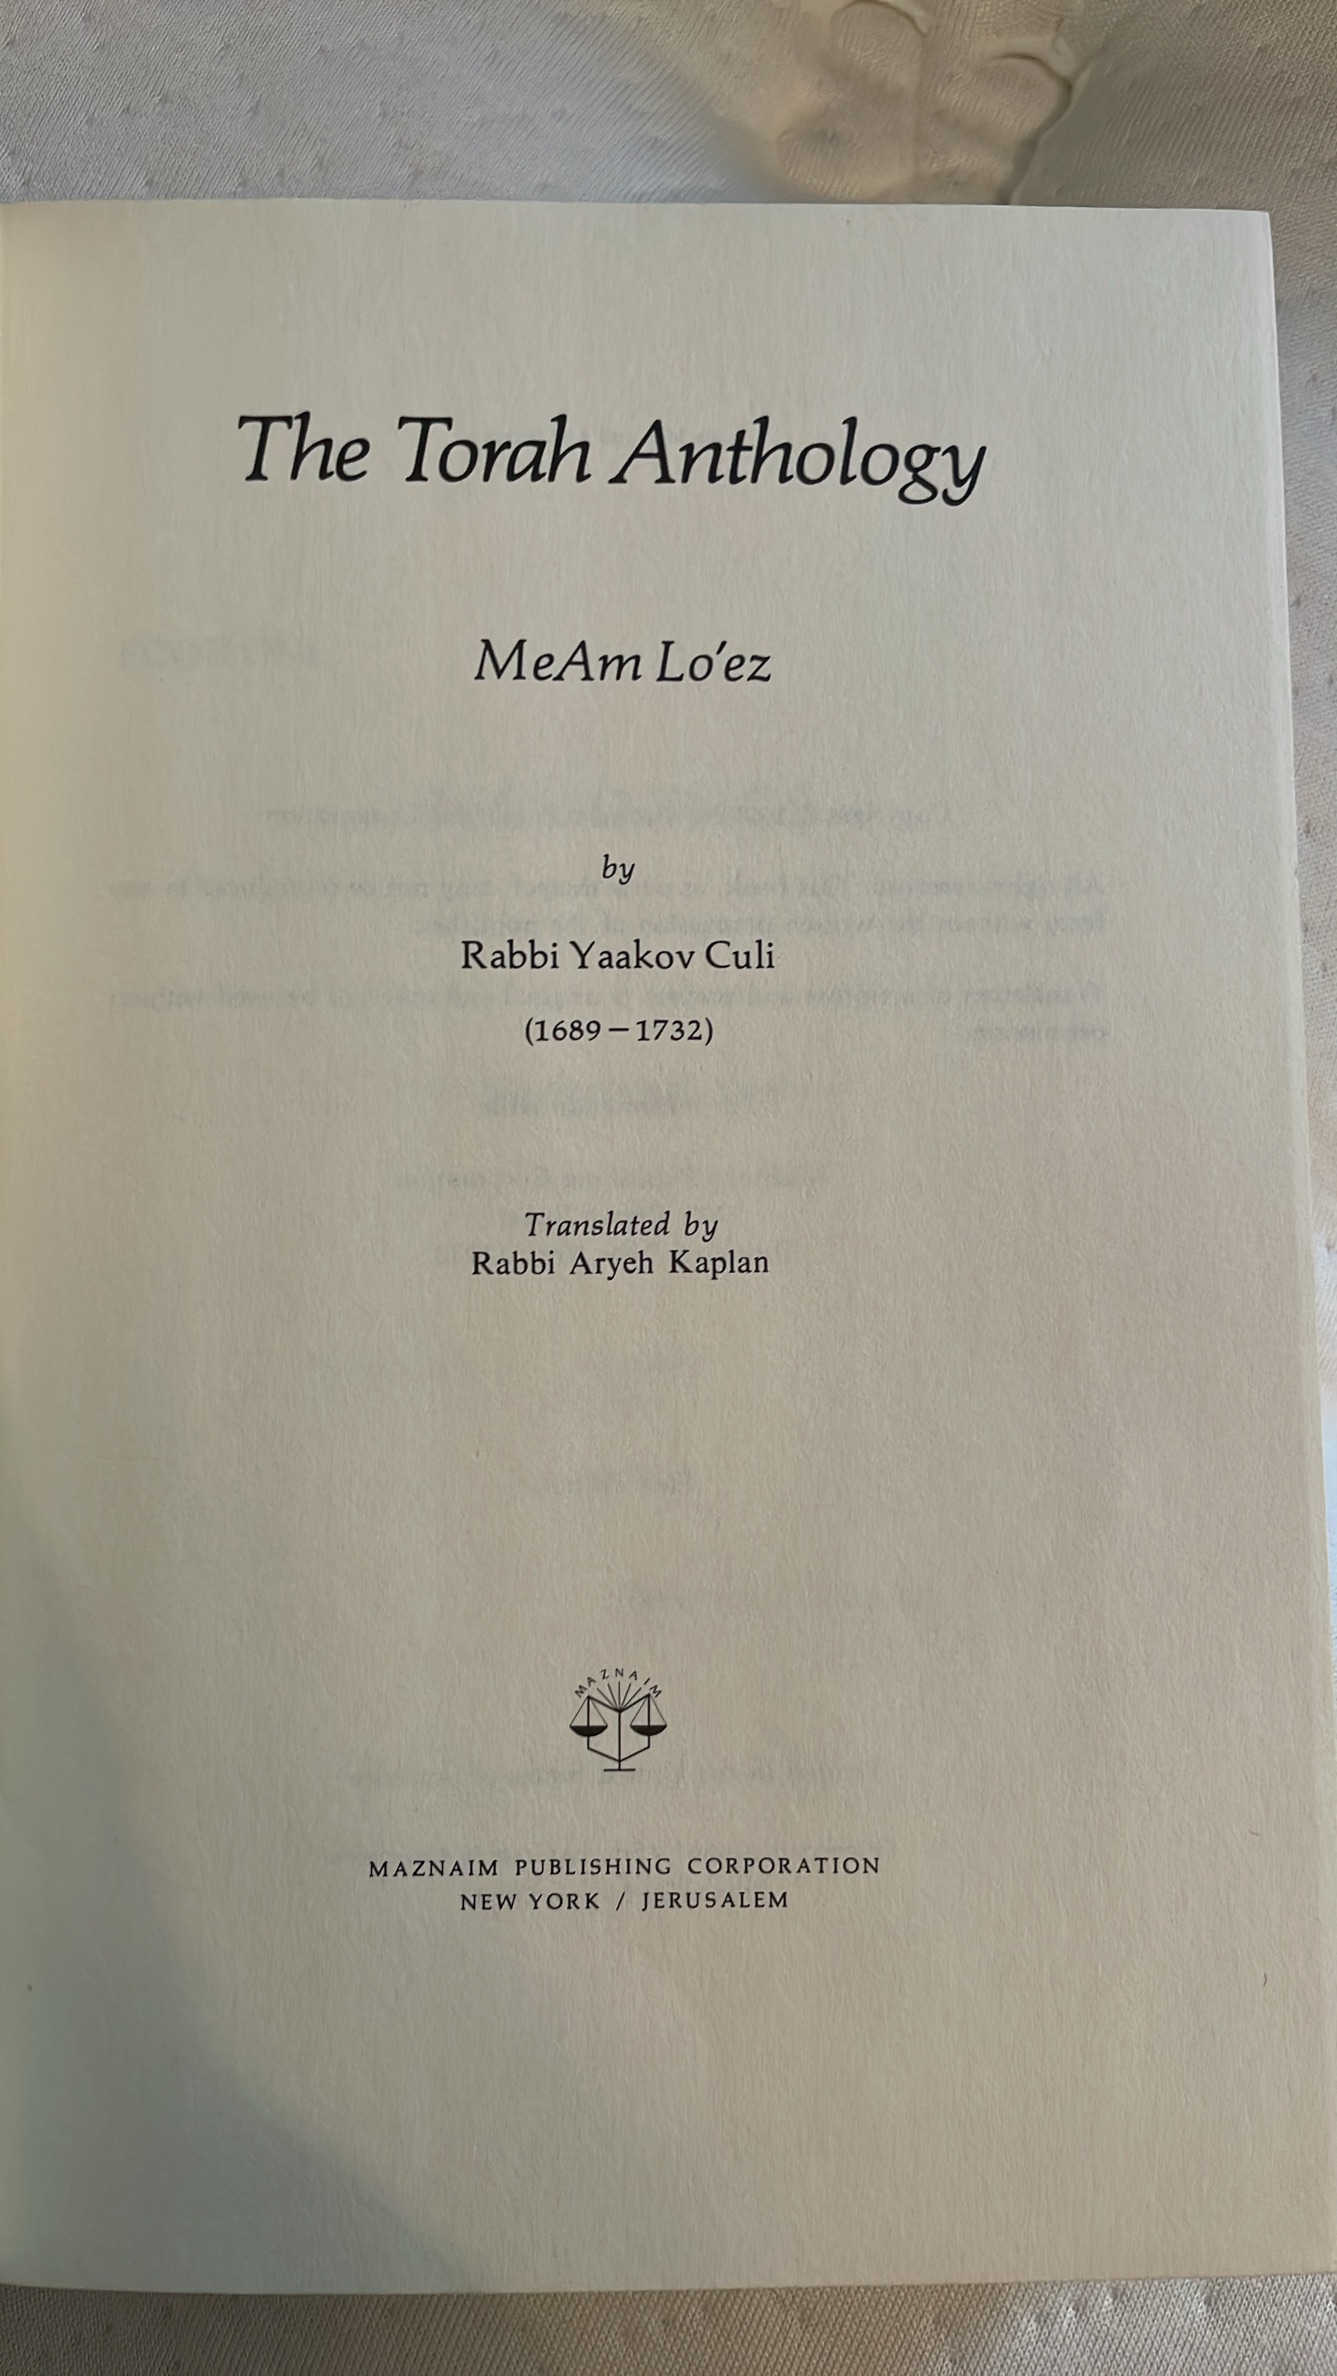 The Torah Anthology
MeAm Lo'ez
by
Rabbi Yaakov Culi
(1689–1732)
Translated by
Rabbi Aryeh Kaplan
MAZNAIM
MAZNAIM PUBLISHING CORPORATION
NEW YORK / JERUSALEM